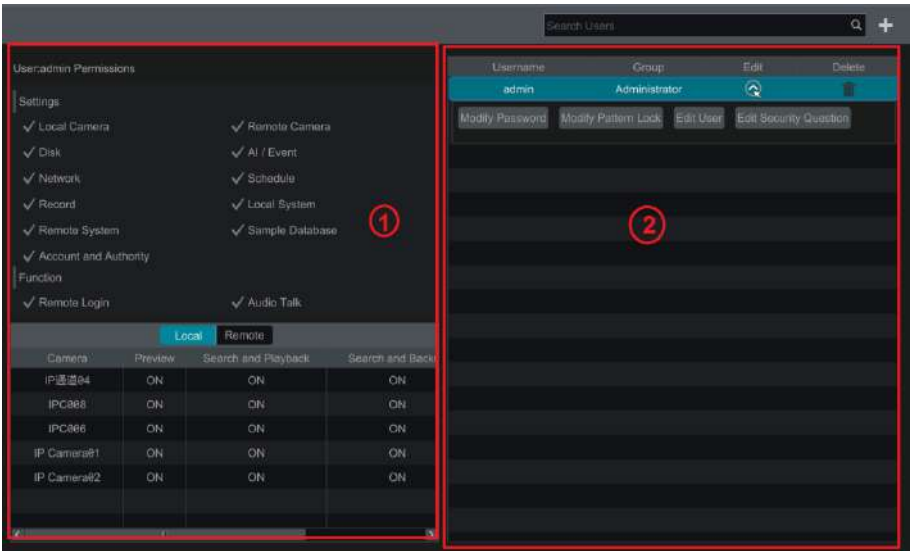 Search Users
User:admin Permissions
Settings
Local Camera Remote Camera
Disk AI / Event
Network Schedule
Record Local System
Remote System Sample Database
Account and Authority
Function
Remote Login Audio Talk
Local Remote
Camera Preview Search and Playback Search and Back
IP通道04 ON ON ON
IPC008 ON ON ON
IPC006 ON ON ON
IP Camera01 ON ON ON
IP Camera02 ON ON ON
1
Username Group Edit Delete
admin Administrator
Modify Password Modify Pattern Lock Edit User Edit Security Question
2